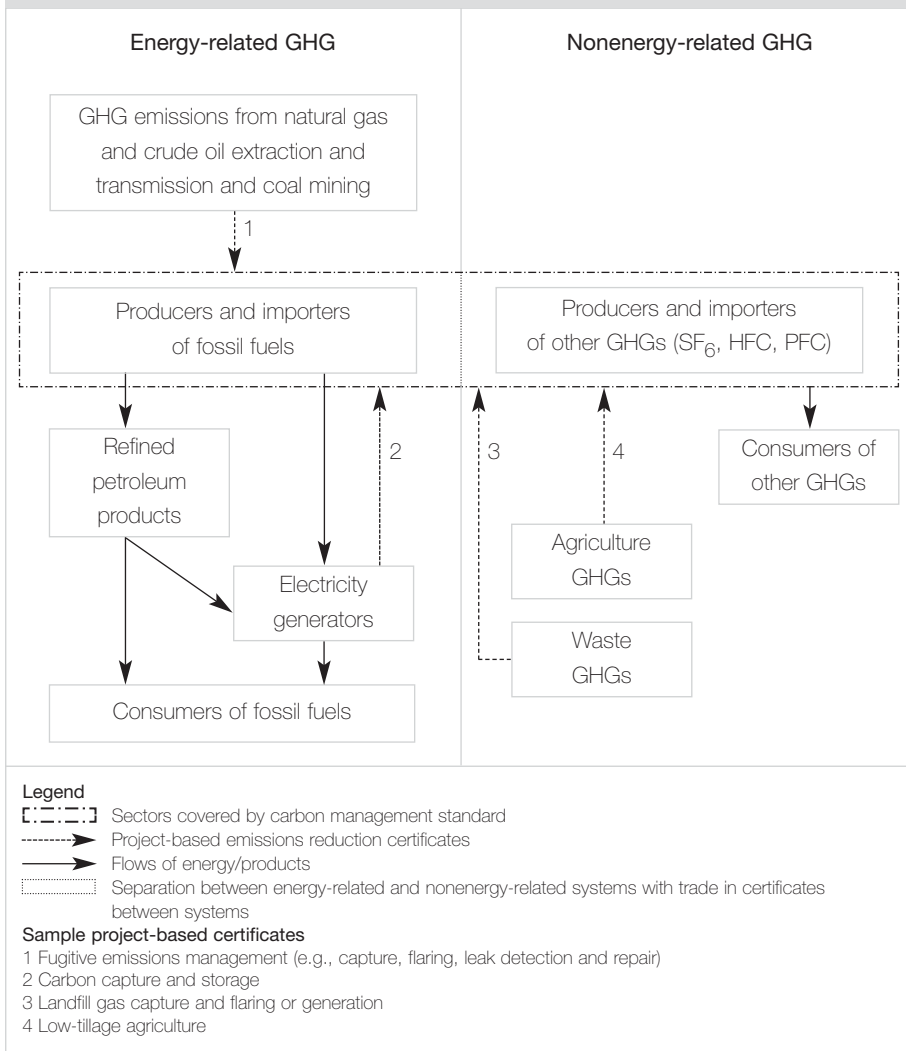 Energy-related GHG
Nonenergy-related GHG
GHG emissions from natural gas
and crude oil extraction and
transmission and coal mining
1
Producers and importers
of fossil fuels
Producers and importers
of other GHGs (SF6, HFC, PFC)
Refined
petroleum
products
2
3
4
Consumers of
other GHGs
Electricity
generators
Agriculture
GHGs
Waste
GHGs
Consumers of fossil fuels
Legend
Sectors covered by carbon management standard
Project-based emissions reduction certificates
Flows of energy/products
Separation between energy-related and nonenergy-related systems with trade in certificates
between systems
Sample project-based certificates
1 Fugitive emissions management (e.g., capture, flaring, leak detection and repair)
2 Carbon capture and storage
3 Landfill gas capture and flaring or generation
4 Low-tillage agriculture